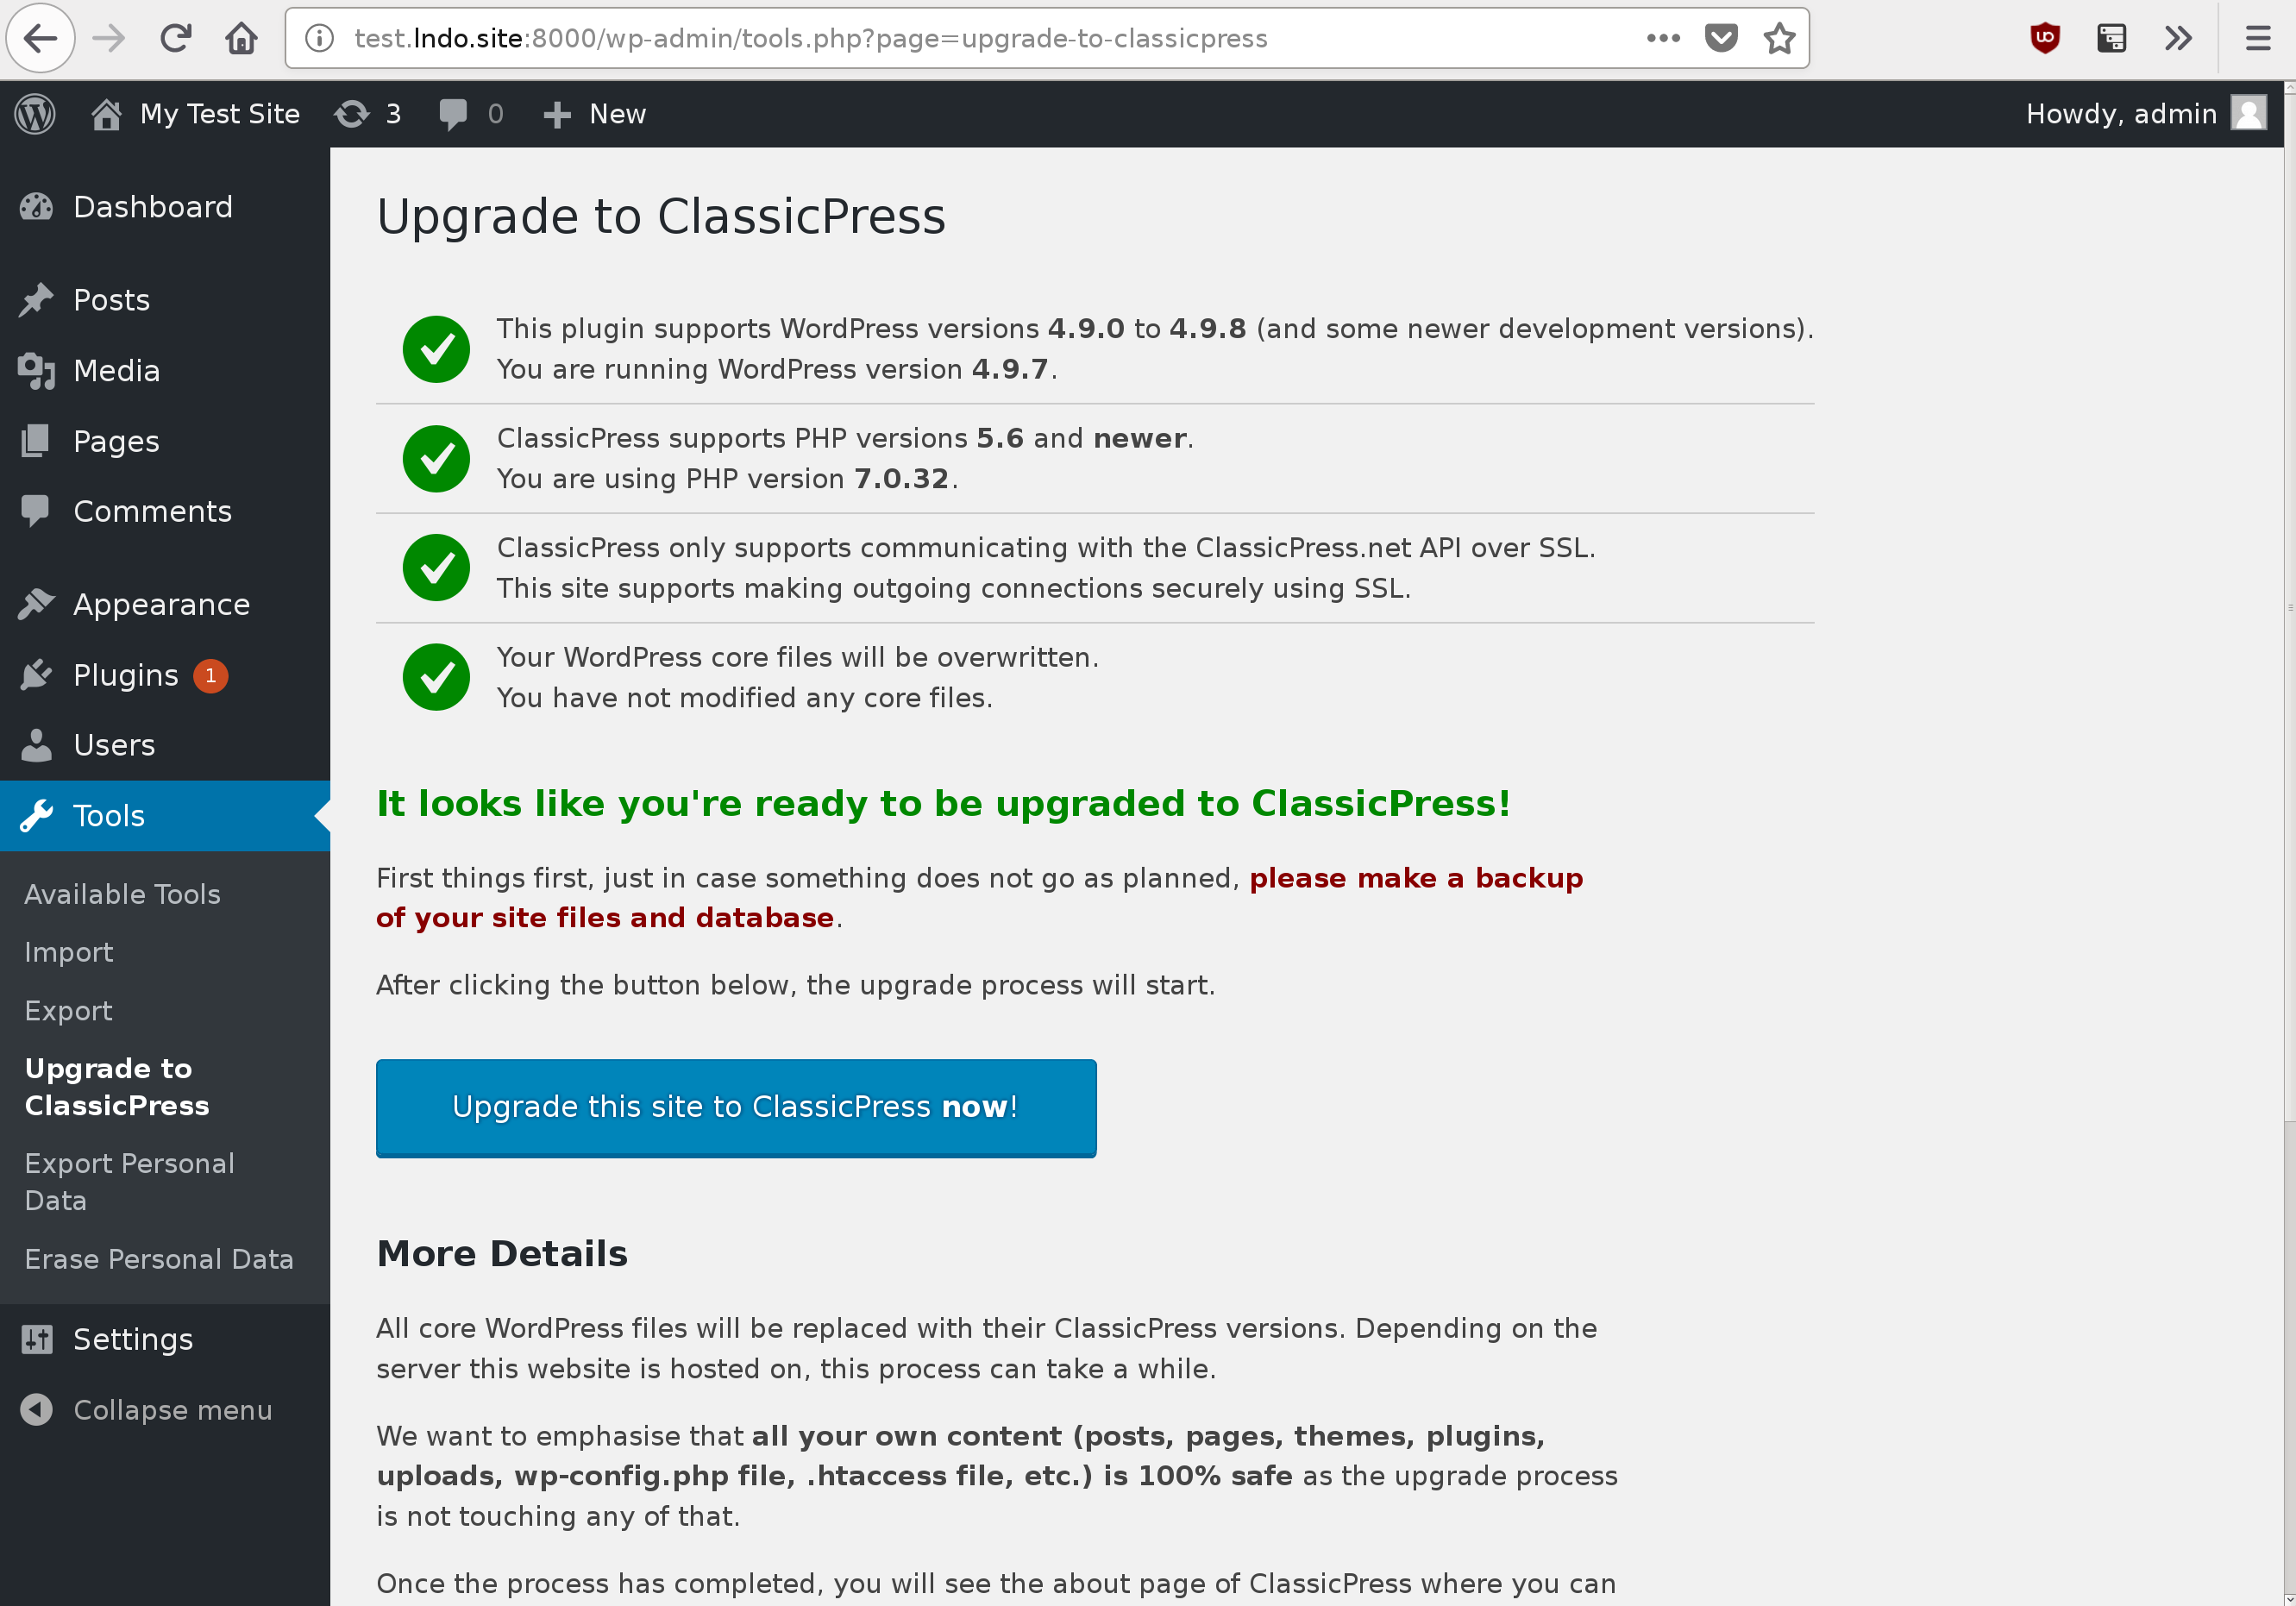 test.lndo.site:8000/wp-admin/tools.php?page=upgrade-to-classicpress
My Test Site
3
0
New
Howdy, admin
Dashboard
Posts
Media
Pages
Comments
Appearance
Plugins 1
Users
Tools
Available Tools
Import
Export
Upgrade to
ClassicPress
Export Personal
Data
Erase Personal Data
Settings
Collapse menu
Upgrade to ClassicPress
This plugin supports WordPress versions 4.9.0 to 4.9.8 (and some newer development versions).
You are running WordPress version 4.9.7.
ClassicPress supports PHP versions 5.6 and newer.
You are using PHP version 7.0.32.
ClassicPress only supports communicating with the ClassicPress.net API over SSL.
This site supports making outgoing connections securely using SSL.
Your WordPress core files will be overwritten.
You have not modified any core files.
It looks like you're ready to be upgraded to ClassicPress!
First things first, just in case something does not go as planned, please make a backup
of your site files and database.
After clicking the button below, the upgrade process will start.
Upgrade this site to ClassicPress now!
More Details
All core WordPress files will be replaced with their ClassicPress versions. Depending on the
server this website is hosted on, this process can take a while.
We want to emphasise that all your own content (posts, pages, themes, plugins,
uploads, wp-config.php file, .htaccess file, etc.) is 100% safe as the upgrade process
is not touching any of that.
Once the process has completed, you will see the about page of ClassicPress where you can